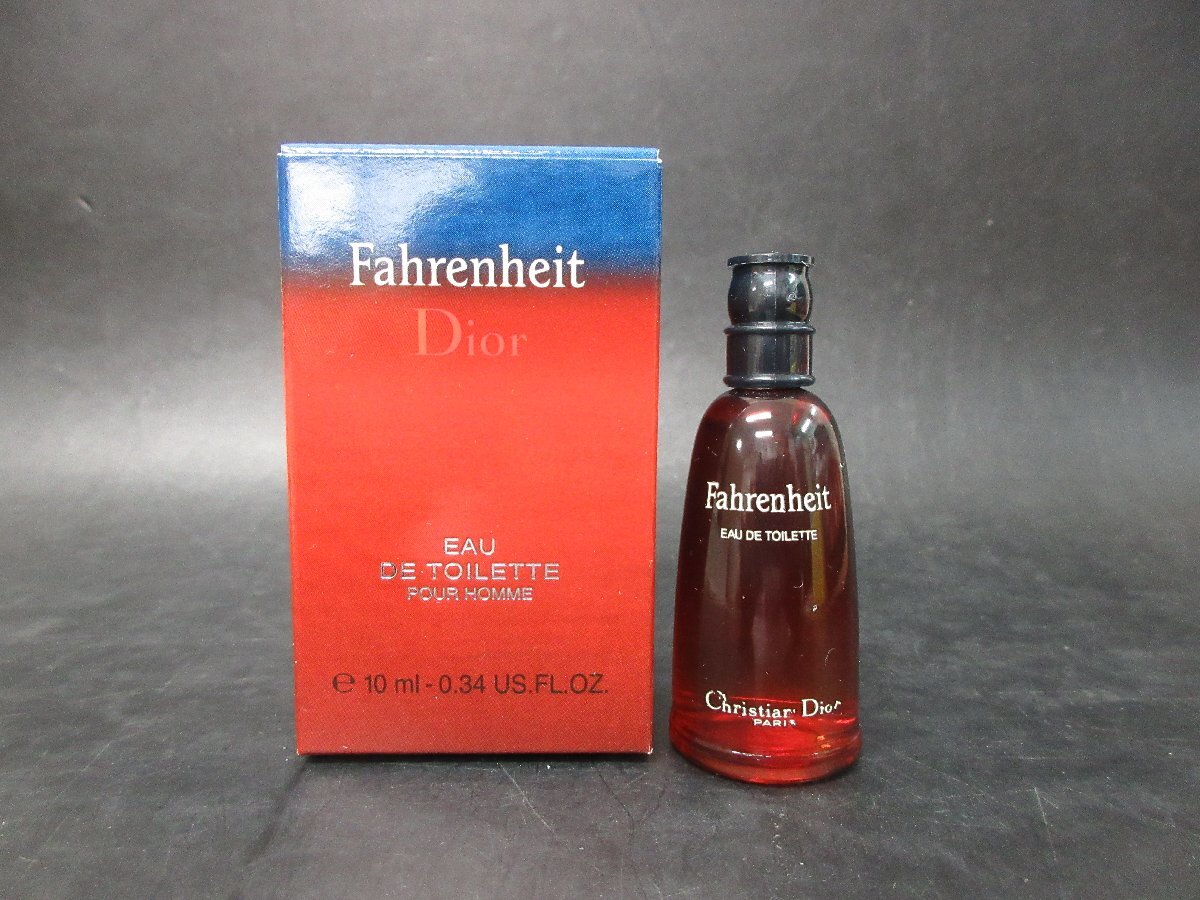 Fahrenheit
Dior
EAU
DE TOILETTE
POUR HOMME
℮ 10 ml - 0.34 US.FL.OZ.
Fahrenheit
EAU DE TOILETTE
Christian Dior
PARIS